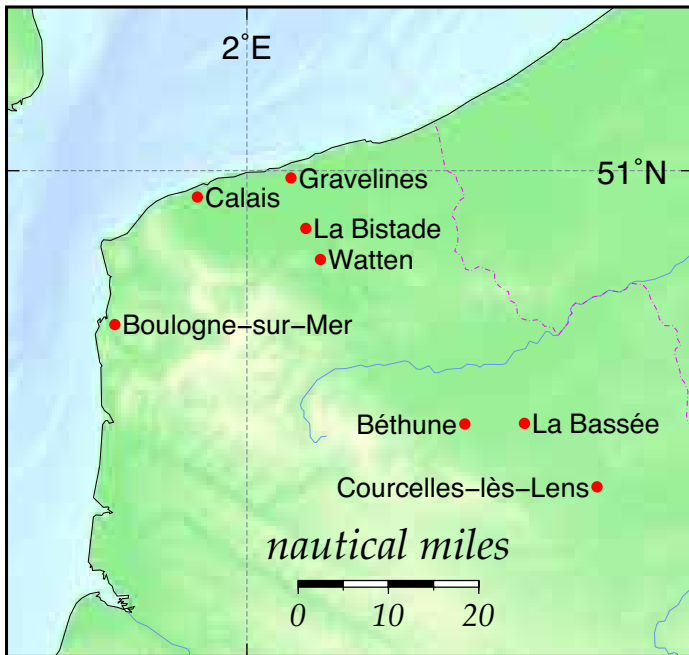 2°E
51°N
Gravelines
Calais
La Bistade
Watten
Boulogne−sur−Mer
Béthune
La Bassée
Courcelles−lès−Lens
nautical miles
0 10 20